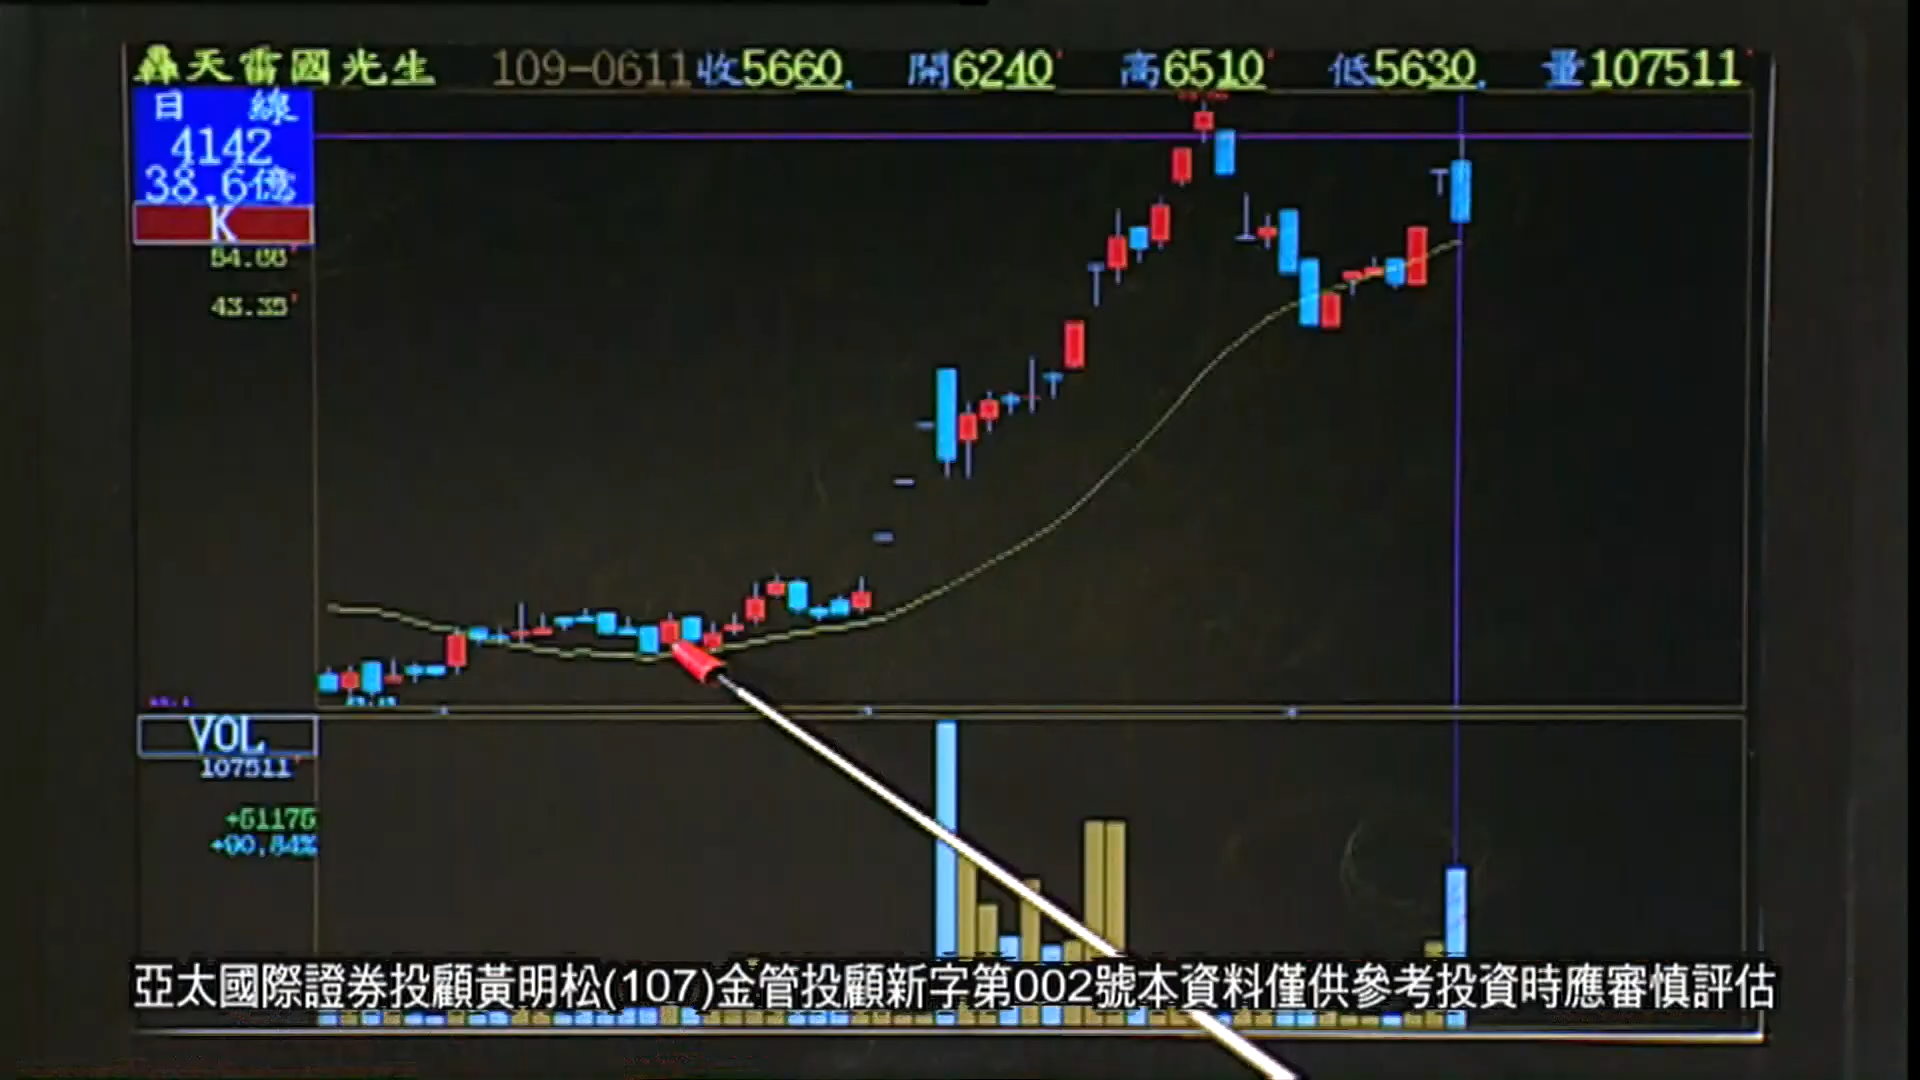 轟天雷國光生 109-0611 收5660. 開6240 高6510 低5630. 量107511
日 線
4142
38.6億
K
54.66
43.35
VOL
107511
+51175
+90.84%
亞太國際證券投顧黃明松(107)金管投顧新字第002號本資料僅供參考投資時應審慎評估